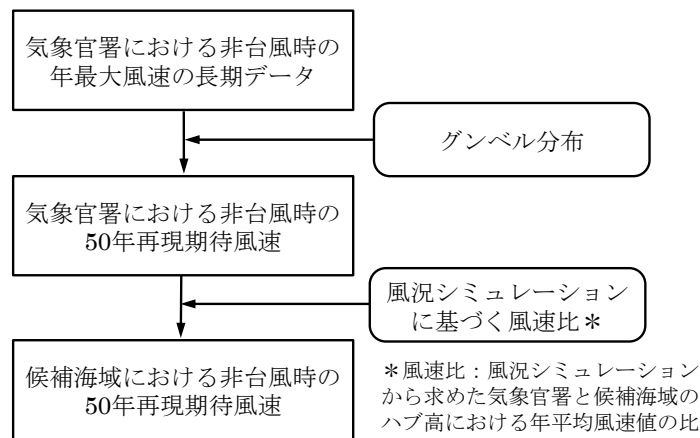 気象官署における非台風時の
年最大風速の長期データ
グンベル分布
気象官署における非台風時の
50年再現期待風速
風況シミュレーション
に基づく風速比＊
候補海域における非台風時の
50年再現期待風速
＊風速比：風況シミュレーション
から求めた気象官署と候補海域の
ハブ高における年平均風速値の比